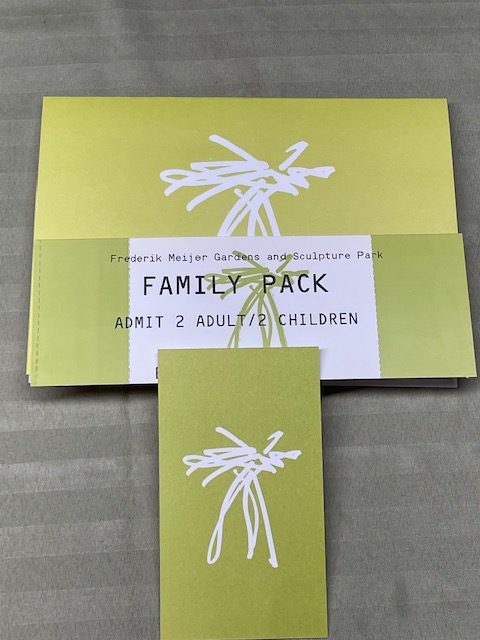 Frederik Meijer Gardens and Sculpture Park
FAMILY PACK
ADMIT 2 ADULT/2 CHILDREN